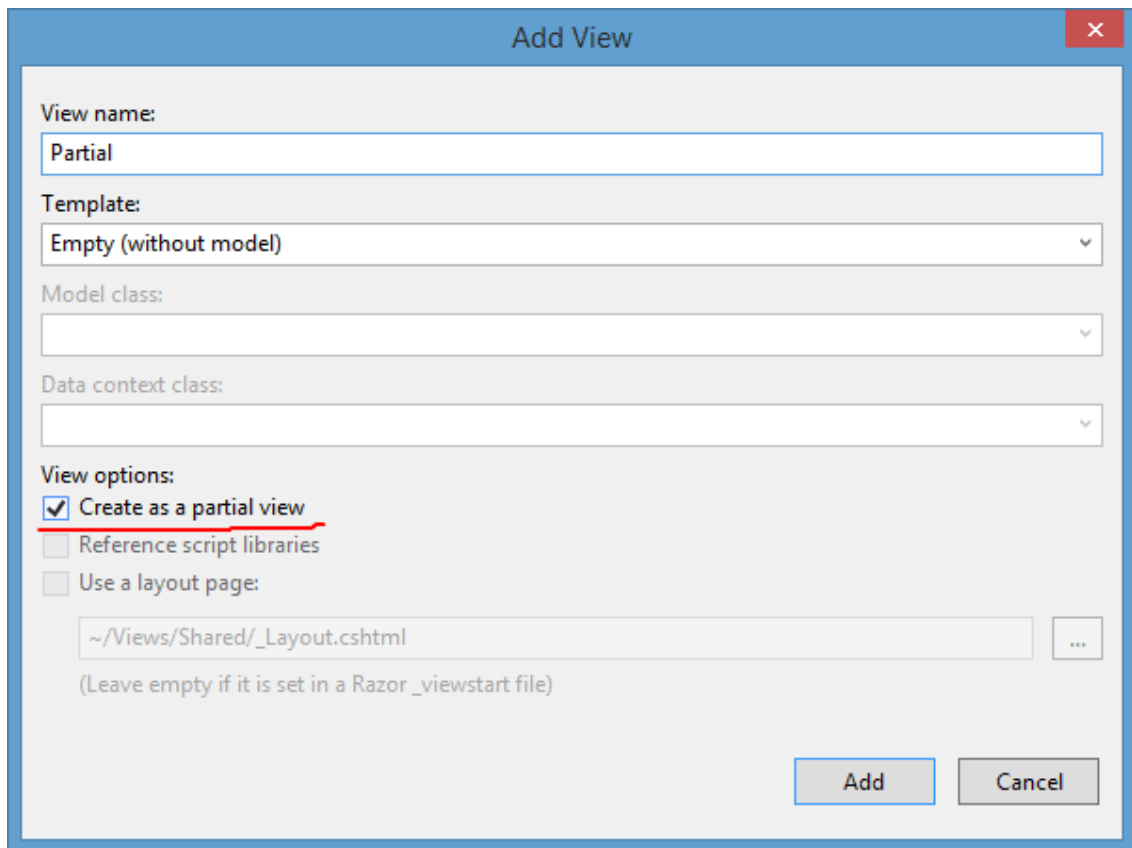 Add View
View name:
Partial
Template:
Empty (without model)
Model class:
Data context class:
View options:
Create as a partial view
Reference script libraries
Use a layout page:
~/Views/Shared/_Layout.cshtml
...
(Leave empty if it is set in a Razor _viewstart file)
Add
Cancel